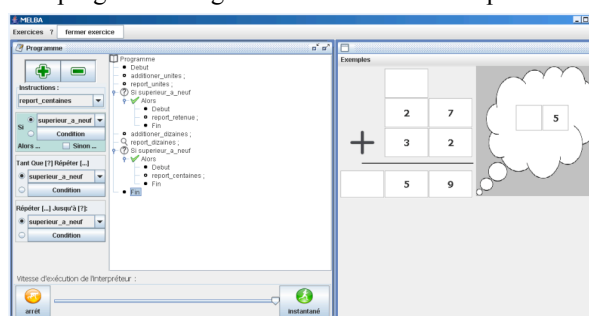 MELBA
Exercices ? fermer exercice
Programme
Instructions :
report_centaines
Si superieur_a_neuf
Condition
Alors ... Sinon ...
Tant Que [?] Répéter [...]
superieur_a_neuf
Condition
Répéter [...] Jusqu'à [?]:
superieur_a_neuf
Condition
Programme
Debut
additionner_unites ;
report_unites ;
Si superieur_a_neuf
Alors
Debut
report_retenue ;
Fin
additionner_dizaines ;
report_dizaines ;
Si superieur_a_neuf
Alors
Debut
report_centaines ;
Fin
Fin
Vitesse d'exécution de l'interpréteur :
arrêt
instantané
Exemples
2 7
+ 3 2
5 9
5